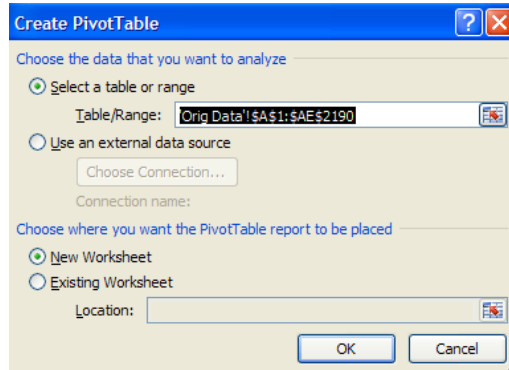 Create PivotTable
Choose the data that you want to analyze
Select a table or range
Table/Range: 'Orig Data'!$A$1:$AE$2190
Use an external data source
Choose Connection...
Connection name:
Choose where you want the PivotTable report to be placed
New Worksheet
Existing Worksheet
Location:
OK Cancel